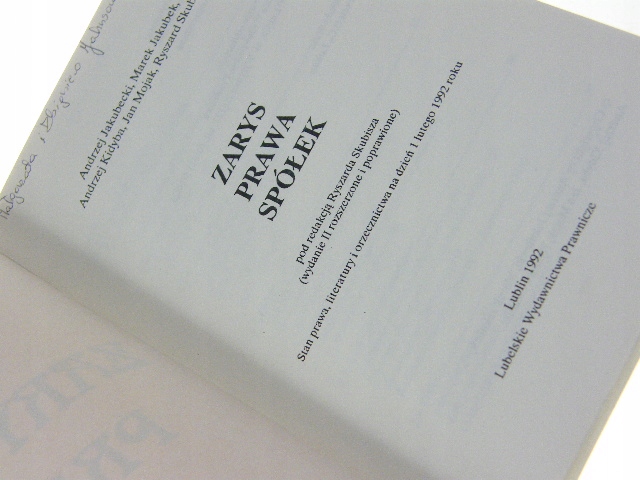 Andrzej Jakubecki, Marek Jakubek,
Andrzej Kidyba, Jan Mojak, Ryszard Skub
ZARYS
PRAWA
SPÓŁEK
pod redakcją Ryszarda Skubisza
(wydanie II rozszerzone i poprawione)
Stan prawa, literatury i orzecznictwa na dzień 1 lutego 1992 roku
Lublin 1992
Lubelskie Wydawnictwa Prawnicze